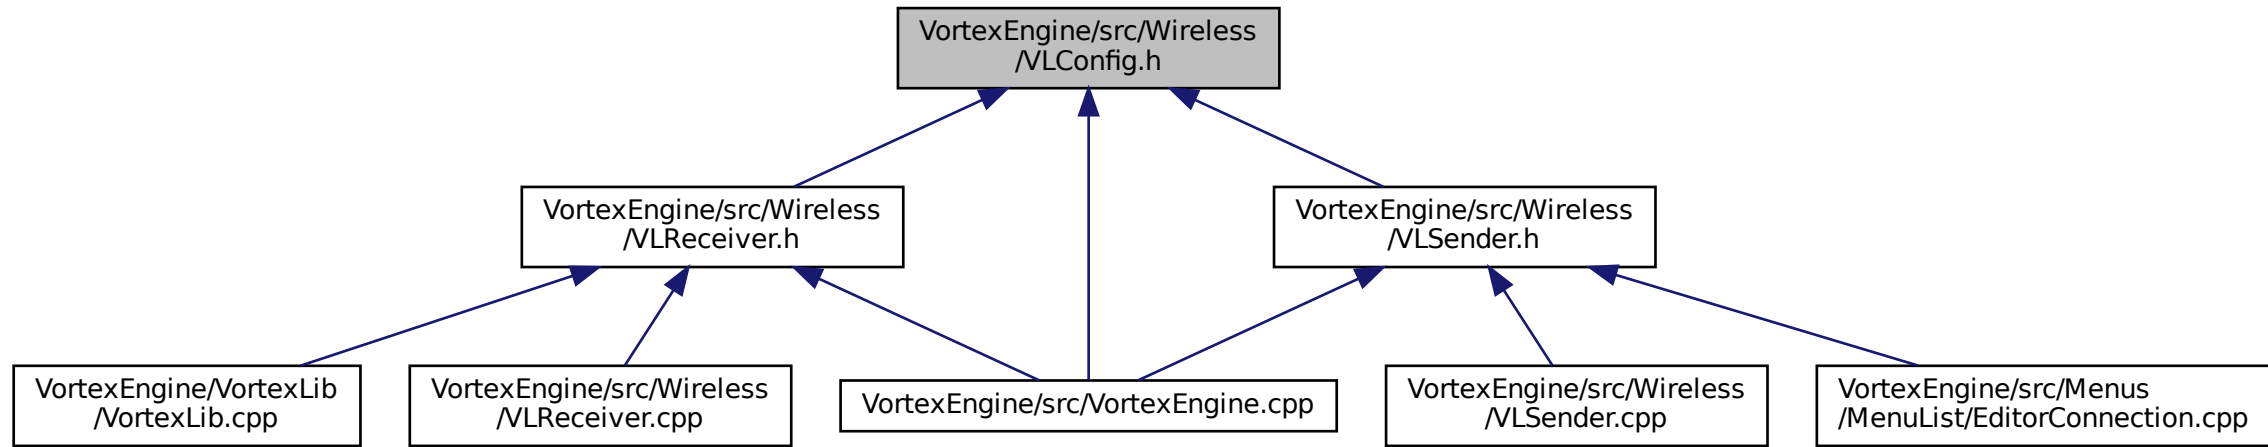 VortexEngine/src/Wireless
/VLConfig.h
VortexEngine/src/Wireless
/VLReceiver.h
VortexEngine/src/Wireless
/VLSender.h
VortexEngine/VortexLib
/VortexLib.cpp
VortexEngine/src/Wireless
/VLReceiver.cpp
VortexEngine/src/VortexEngine.cpp
VortexEngine/src/Wireless
/VLSender.cpp
VortexEngine/src/Menus
/MenuList/EditorConnection.cpp